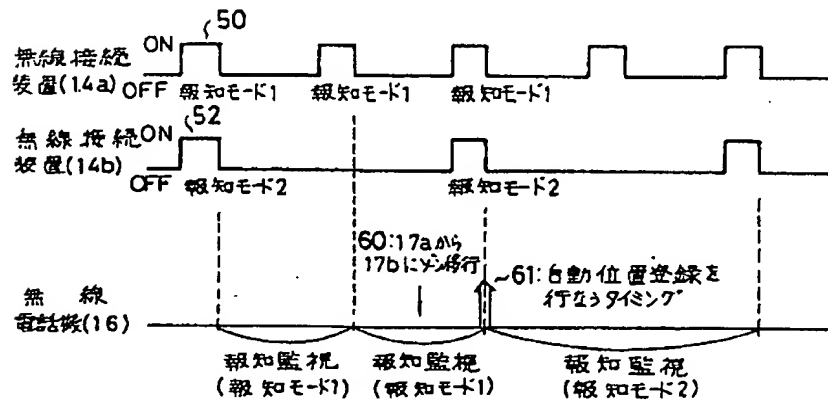 50
無線接続 ON
装置(14a) OFF 報知モード1 報知モード1 報知モード1
52
無線接続 ON
装置(14b)
OFF 報知モード2 報知モード2
60:17aから
17bにゾーン移行
61:自動位置登録を
行なうタイミング
無線
電話機(16)
報知監視 報知監視 報知監視
(報知モード1) (報知モード1) (報知モード2)